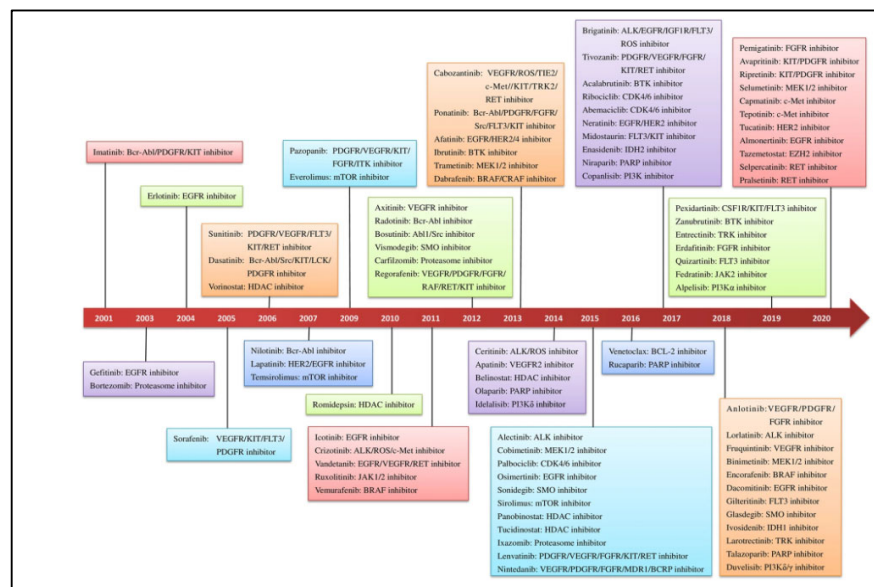 Imatinib: Bcr-Abl/PDGFR/KIT inhibitor
Erlotinib: EGFR inhibitor
Sunitinib: PDGFR/VEGFR/FLT3/
KIT/RET inhibitor
Dasatinib: Bcr-Abl/Src/KIT/LCK/
PDGFR inhibitor
Vorinostat: HDAC inhibitor
Pazopanib: PDGFR/VEGFR/KIT/
FGFR/ITK inhibitor
Everolimus: mTOR inhibitor
Cabozantinib: VEGFR/ROS/TIE2/
c-Met//KIT/TRK2/
RET inhibitor
Ponatinib: Bcr-Abl/PDGFR/FGFR/
Src/FLT3/KIT inhibitor
Afatinib: EGFR/HER2/4 inhibitor
Ibrutinib: BTK inhibitor
Trametinib: MEK1/2 inhibitor
Dabrafenib: BRAF/CRAF inhibitor
Axitinib: VEGFR inhibitor
Radotinib: Bcr-Abl inhibitor
Bosutinib: Abl1/Src inhibitor
Vismodegib: SMO inhibitor
Carfilzomb: Proteasome inhibitor
Regorafenib: VEGFR/PDGFR/FGFR/
RAF/RET/KIT inhibitor
Brigatinib: ALK/EGFR/IGF1R/FLT3/
ROS inhibitor
Tivozanib: PDGFR/VEGFR/FGFR/
KIT/RET inhibitor
Acalabrutinib: BTK inhibitor
Ribociclib: CDK4/6 inhibitor
Abemaciclib: CDK4/6 inhibitor
Neratinib: EGFR/HER2 inhibitor
Midostaurin: FLT3/KIT inhibitor
Enasidenib: IDH2 inhibitor
Niraparib: PARP inhibitor
Copanlisib: PI3K inhibitor
Pemigatinib: FGFR inhibitor
Avapritinib: KIT/PDGFR inhibitor
Ripretinib: KIT/PDGFR inhibitor
Selumetinib: MEK1/2 inhibitor
Capmatinib: c-Met inhibitor
Tepotinib: c-Met inhibitor
Tucatinib: HER2 inhibitor
Almonertinib: EGFR inhibitor
Tazemetostat: EZH2 inhibitor
Selpercatinib: RET inhibitor
Pralsetinib: RET inhibitor
Pexidartinib: CSF1R/KIT/FLT3 inhibitor
Zanubrutinib: BTK inhibitor
Entrectinib: TRK inhibitor
Erdafitinib: FGFR inhibitor
Quizartinib: FLT3 inhibitor
Fedratinib: JAK2 inhibitor
Alpelisib: PI3Kα inhibitor
2001 2003 2004 2005 2006 2007 2009 2010 2011 2012 2013 2014 2015 2016 2017 2018 2019 2020
Gefitinib: EGFR inhibitor
Bortezomib: Proteasome inhibitor
Sorafenib: VEGFR/KIT/FLT3/
PDGFR inhibitor
Nilotinib: Bcr-Abl inhibitor
Lapatinib: HER2/EGFR inhibitor
Temsirolimus: mTOR inhibitor
Romidepsin: HDAC inhibitor
Icotinib: EGFR inhibitor
Crizotinib: ALK/ROS/c-Met inhibitor
Vandetanib: EGFR/VEGFR/RET inhibitor
Ruxolitinib: JAK1/2 inhibitor
Vemurafenib: BRAF inhibitor
Ceritinib: ALK/ROS inhibitor
Apatinib: VEGFR2 inhibitor
Belinostat: HDAC inhibitor
Olaparib: PARP inhibitor
Idelalisib: PI3Kδ inhibitor
Alectinib: ALK inhibitor
Cobimetinib: MEK1/2 inhibitor
Palbociclib: CDK4/6 inhibitor
Osimertinib: EGFR inhibitor
Sonidegib: SMO inhibitor
Sirolimus: mTOR inhibitor
Panobinostat: HDAC inhibitor
Tucidinostat: HDAC inhibitor
Ixazomib: Proteasome inhibitor
Lenvatinib: PDGFR/VEGFR/FGFR/KIT/RET inhibitor
Nintedanib: VEGFR/PDGFR/FGFR/MDR1/BCRP inhibitor
Venetoclax: BCL-2 inhibitor
Rucaparib: PARP inhibitor
Anlotinib: VEGFR/PDGFR/
FGFR inhibitor
Lorlatinib: ALK inhibitor
Fruquintinib: VEGFR inhibitor
Binimetinib: MEK1/2 inhibitor
Encorafenib: BRAF inhibitor
Dacomitinib: EGFR inhibitor
Gilteritinib: FLT3 inhibitor
Glasdegib: SMO inhibitor
Ivosidenib: IDH1 inhibitor
Larotrectinib: TRK inhibitor
Talazoparib: PARP inhibitor
Duvelisib: PI3Kδ/γ inhibitor